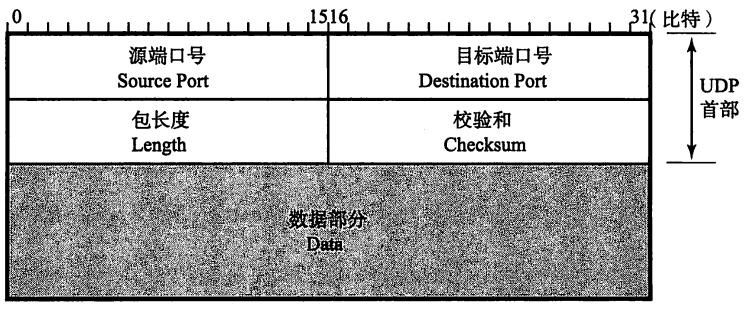 0 15 16 31(比特)
源端口号 目标端口号
Source Port Destination Port
UDP
首部
包长度 校验和
Length Checksum
数据部分
Data